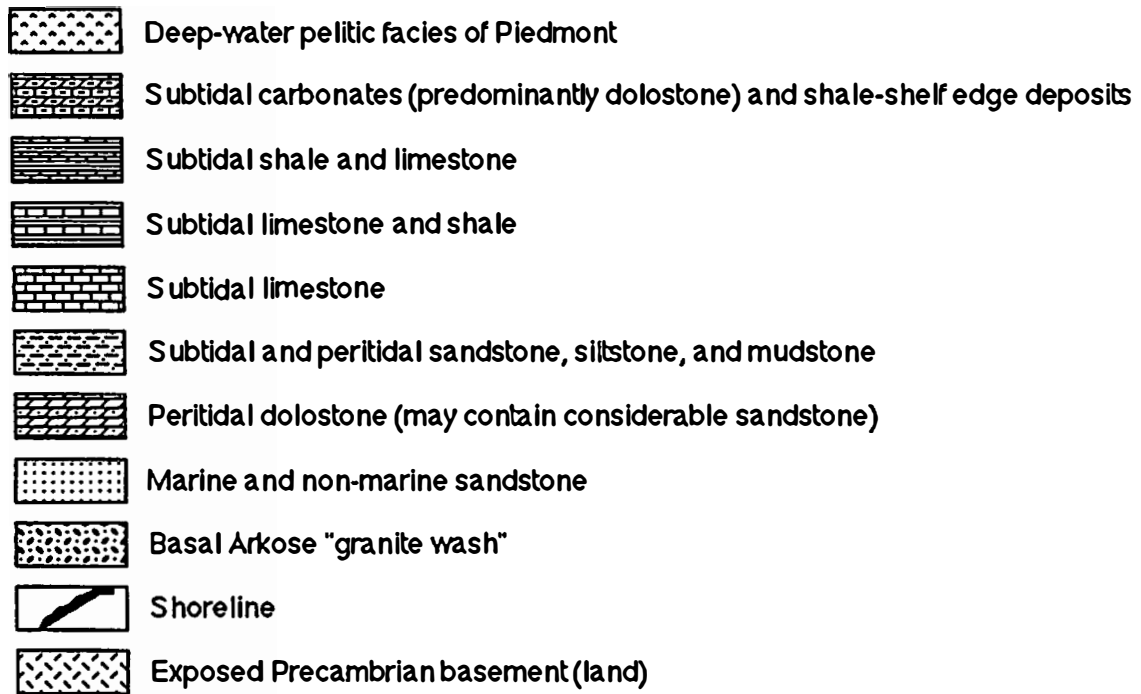 Deep-water pelitic facies of Piedmont
Subtidal carbonates (predominantly dolostone) and shale-shelf edge deposits
Subtidal shale and limestone
Subtidal limestone and shale
Subtidal limestone
Subtidal and peritidal sandstone, siltstone, and mudstone
Peritidal dolostone (may contain considerable sandstone)
Marine and non-marine sandstone
Basal Arkose "granite wash"
Shoreline
Exposed Precambrian basement (land)